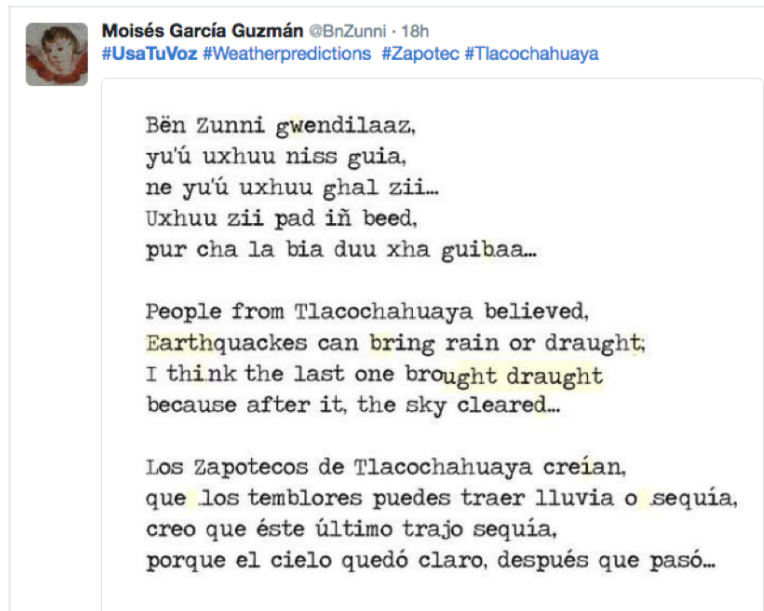 Moisés García Guzmán @BnZunni · 18h
#UsaTuVoz #Weatherpredictions #Zapotec #Tlacochahuaya
Bën Zunni gwendilaaz,
yu'ú uxhuu niss guia,
ne yu'ú uxhuu ghal zii...
Uxhuu zii pad iñ beed,
pur cha la bia duu xha guibaa...
People from Tlacochahuaya believed,
Earthquackes can bring rain or draught;
I think the last one brought draught
because after it, the sky cleared...
Los Zapotecos de Tlacochahuaya creían,
que los temblores puedes traer lluvia o sequía,
creo que éste último trajo sequía,
porque el cielo quedó claro, después que pasó...